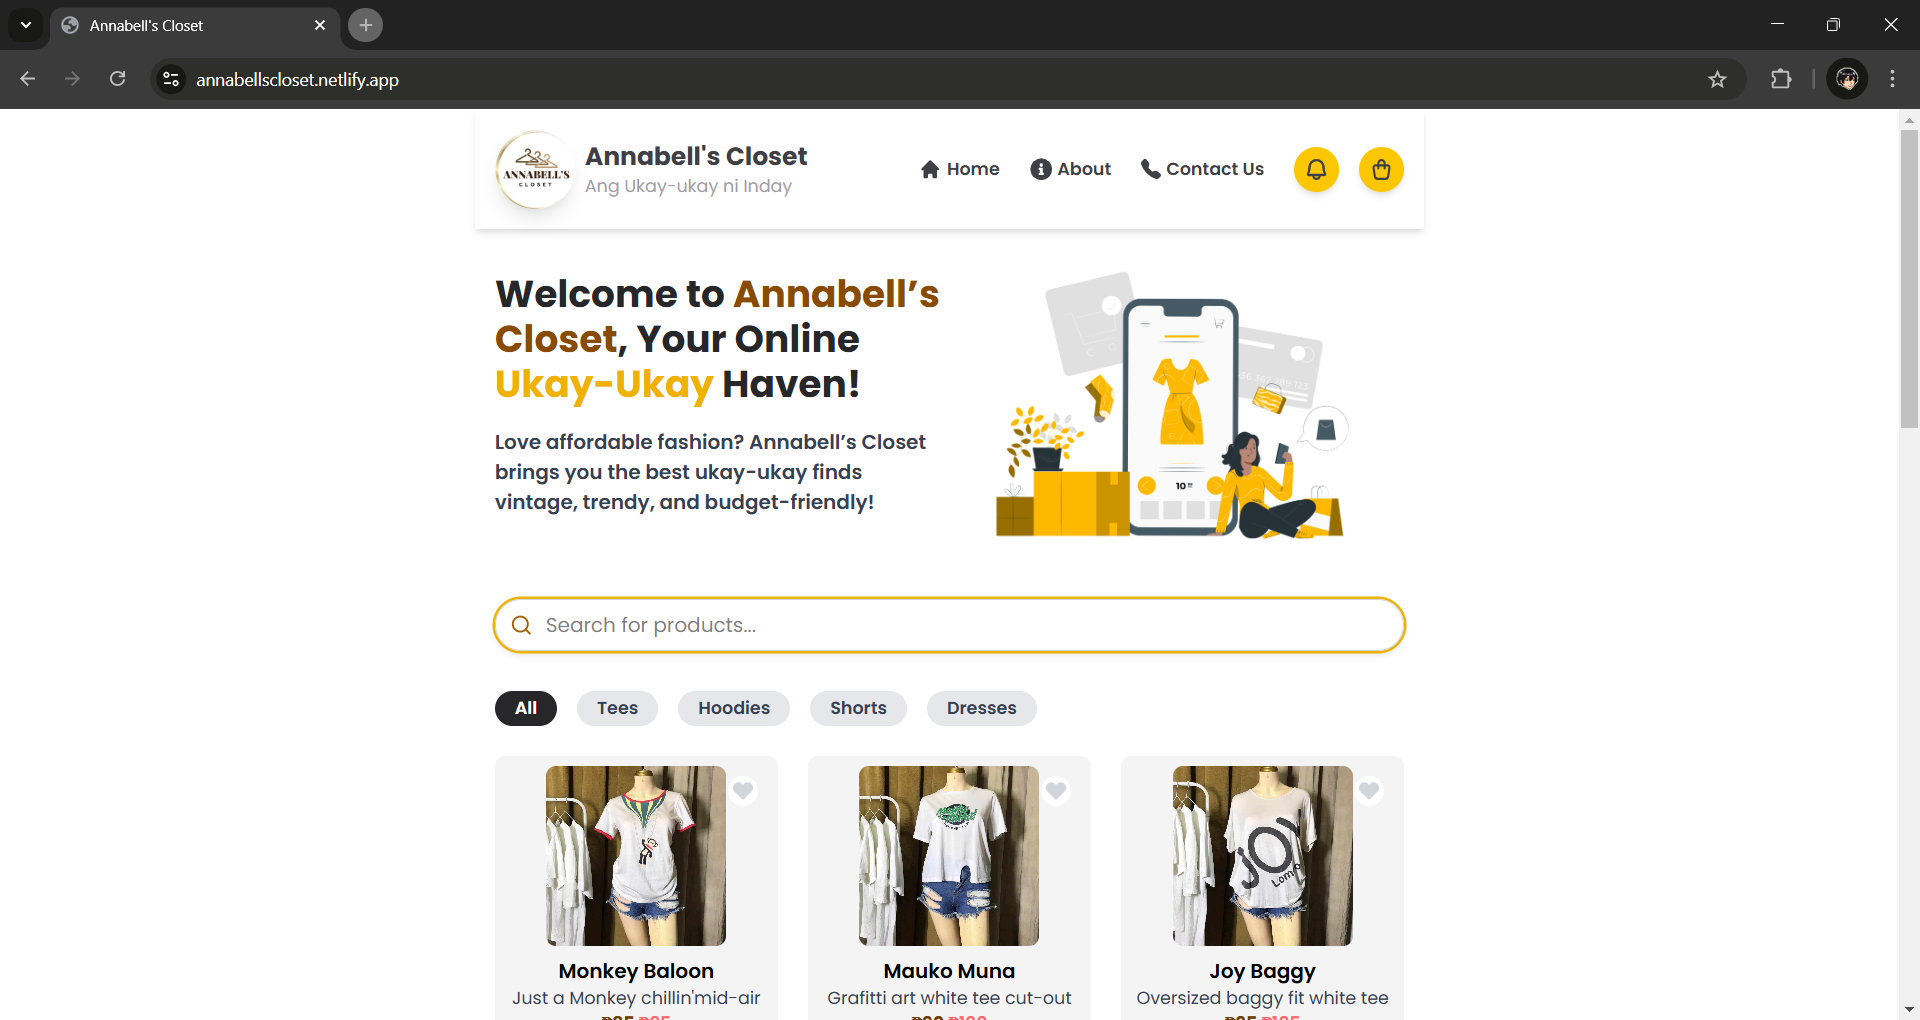 Annabell's Closet
annabellscloset.netlify.app
ANNABELL'S
CLOSET
Annabell's Closet
Ang Ukay-ukay ni Inday
Home
About
Contact Us
Welcome to Annabell’s
Closet, Your Online
Ukay-Ukay Haven!
Love affordable fashion? Annabell’s Closet
brings you the best ukay-ukay finds
vintage, trendy, and budget-friendly!
10
Search for products...
All
Tees
Hoodies
Shorts
Dresses
JOY
Monkey Baloon
Just a Monkey chillin'mid-air
Mauko Muna
Grafitti art white tee cut-out
Joy Baggy
Oversized baggy fit white tee